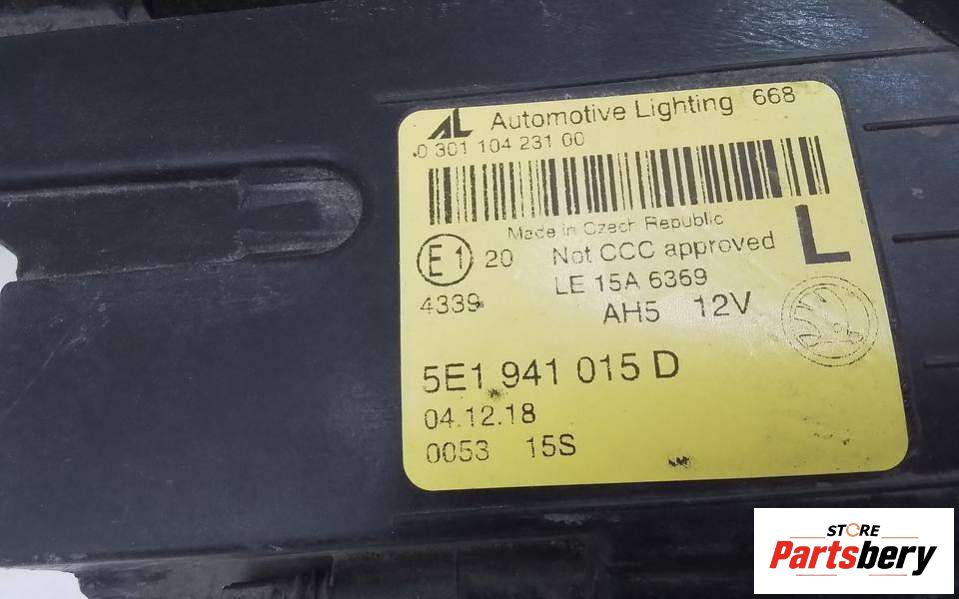 AL Automotive Lighting 668
0 301 104 231 00
Made in Czech Republic
E1 20 Not CCC approved L
4339 LE 15A 6369
AH5 12V
5E1 941 015 D
04.12.18
0053 15S
STORE
Partsbery